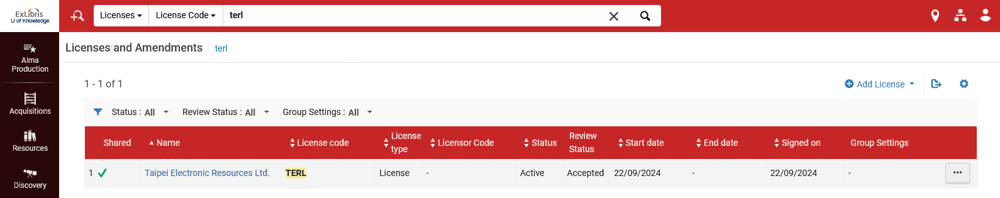 ExLibris
U of Knowledge
Licenses License Code terl
Alma
Production
Acquisitions
Resources
Discovery
Licenses and Amendments terl
1 - 1 of 1
Add License
Status : All Review Status : All Group Settings : All
Shared Name License code License type Licensor Code Status Review Status Start date End date Signed on Group Settings
1 Taipei Electronic Resources Ltd. TERL License - Active Accepted 22/09/2024 - 22/09/2024 -